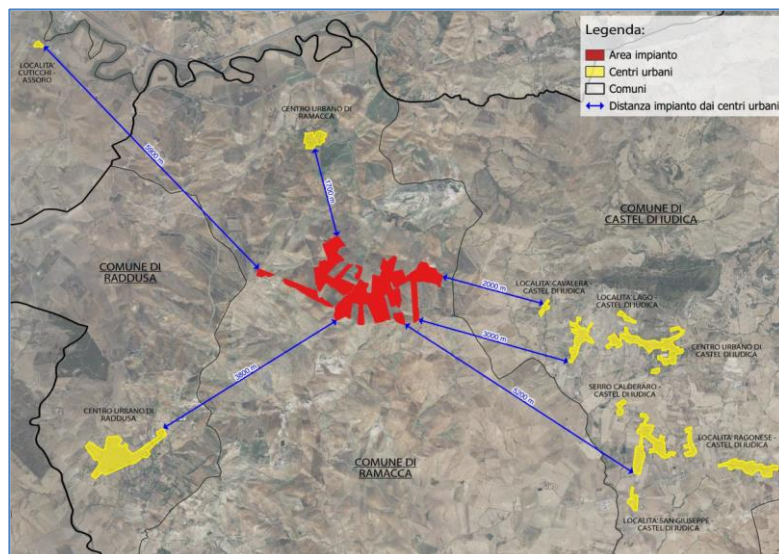 Legenda:
Area impianto
Centri urbani
Comuni
Distanza impianto dai centri urbani
LOCALITA'
CUTICCHI -
ASSORO
CENTRO URBANO DI
RAMACCA
5900 m
1700 m
COMUNE DI
CASTEL DI IUDICA
COMUNE DI
RADDUSA
2000 m
LOCALITA' CAVALERA -
CASTEL DI IUDICA
LOCALITA' LAGO -
CASTEL DI IUDICA
3000 m
CENTRO URBANO DI
CASTEL DI IUDICA
3800 m
5200 m
SERRO CALDERARO -
CASTEL DI IUDICA
CENTRO URBANO DI
RADDUSA
LOCALITA' RAGONESE -
CASTEL DI IUDICA
COMUNE DI
RAMACCA
LOCALITA' SAN GIUSEPPE -
CASTEL DI IUDICA